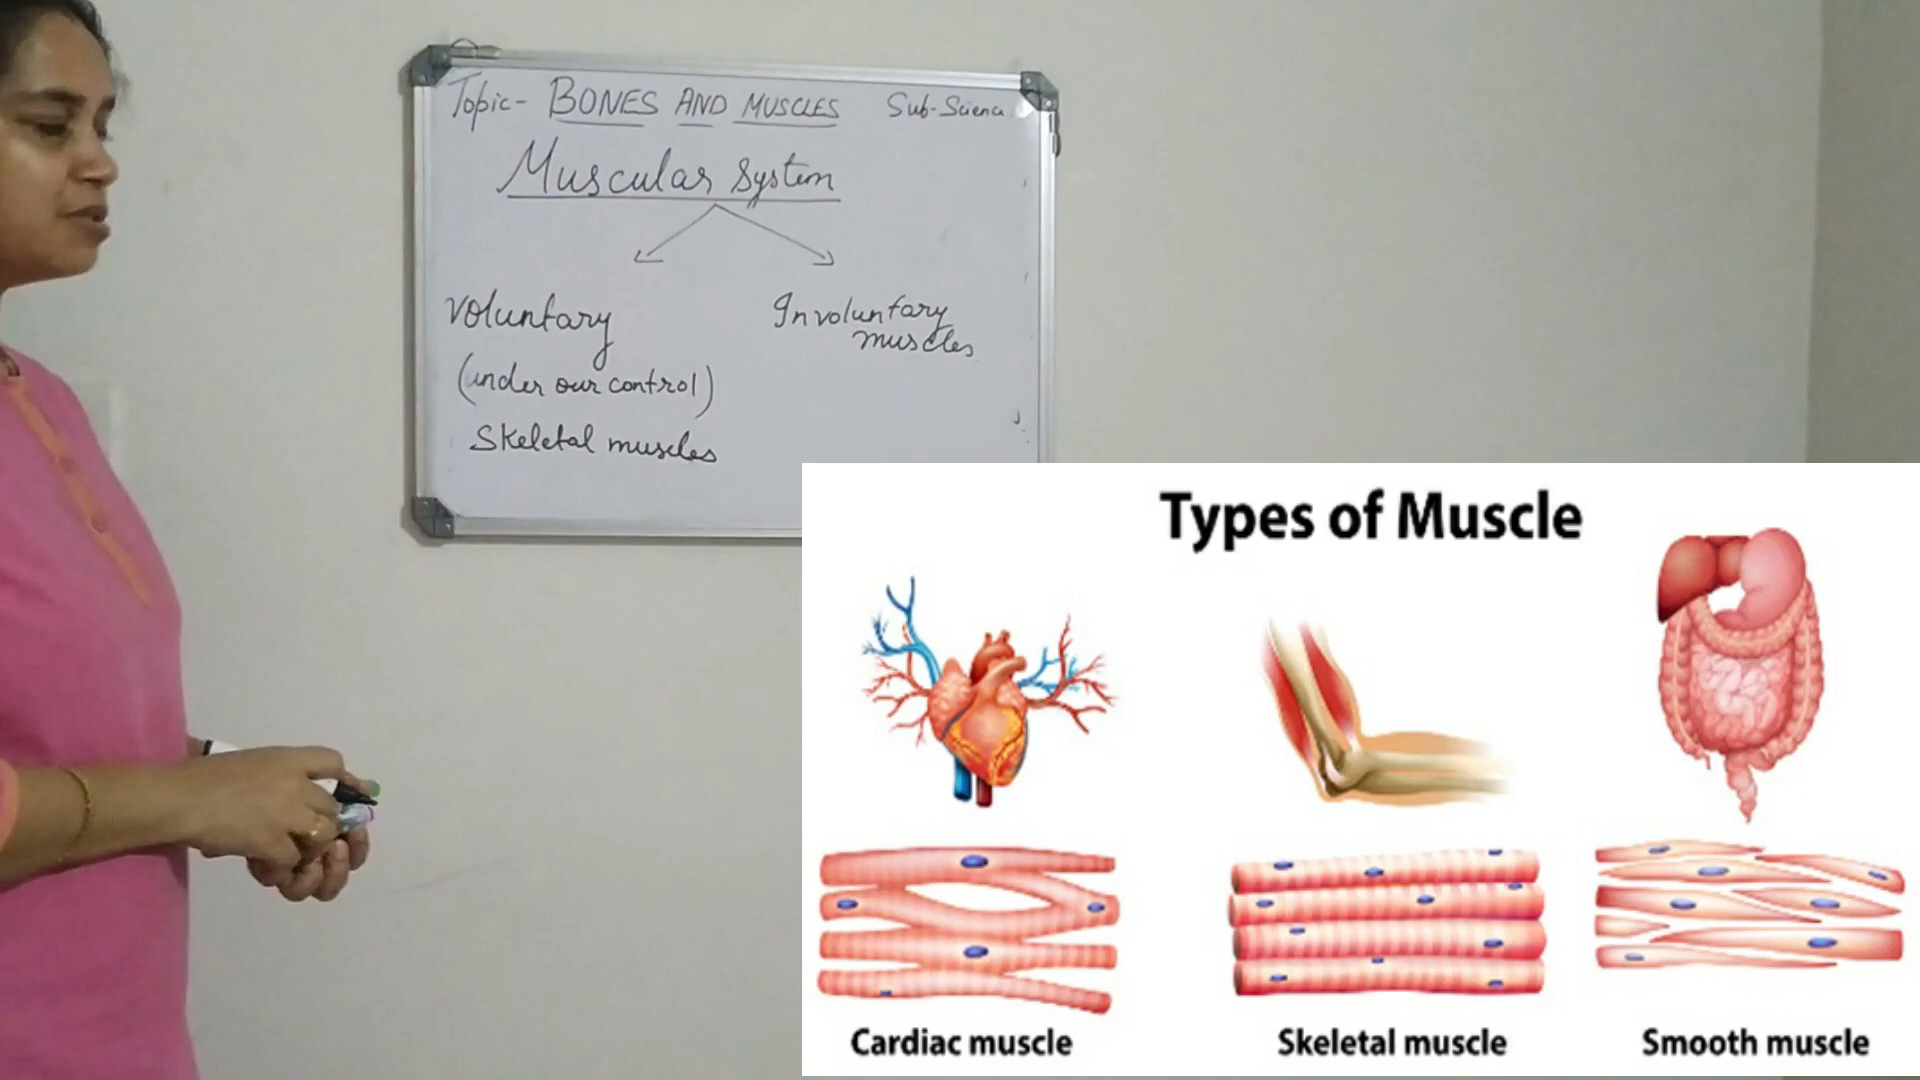 Topic- BONES AND MUSCLES Sub-Science
Muscular System
Voluntary
(under our control)
Skeletal muscles
Involuntary
muscles
Types of Muscle
Cardiac muscle
Skeletal muscle
Smooth muscle